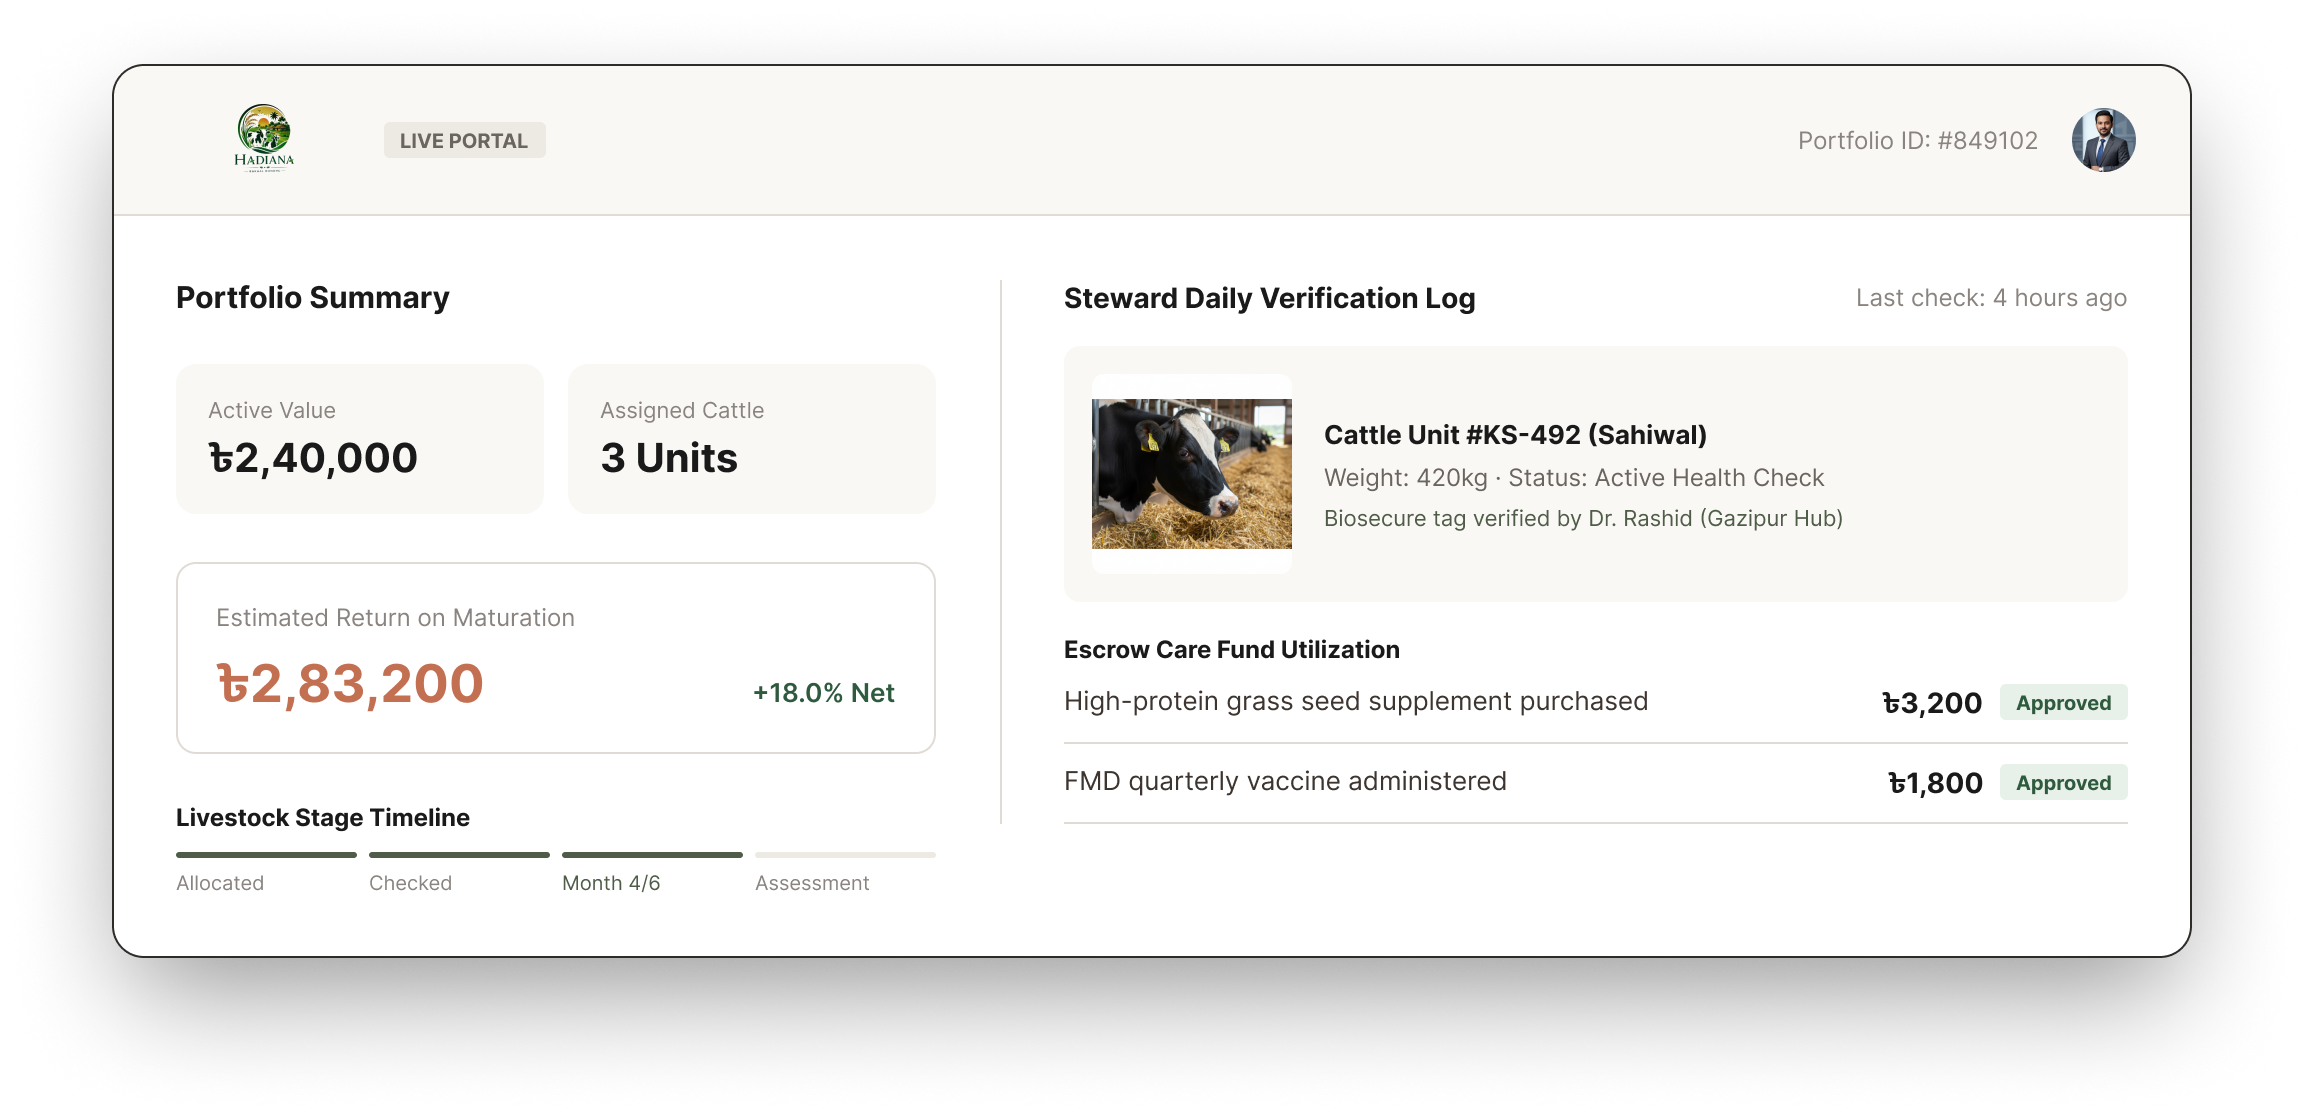 HADIANA
LIVE PORTAL
Portfolio ID: #849102
Portfolio Summary
Active Value
৳2,40,000
Assigned Cattle
3 Units
Estimated Return on Maturation
৳2,83,200
+18.0% Net
Livestock Stage Timeline
Allocated
Checked
Month 4/6
Assessment
Steward Daily Verification Log
Last check: 4 hours ago
Cattle Unit #KS-492 (Sahiwal)
Weight: 420kg · Status: Active Health Check
Biosecure tag verified by Dr. Rashid (Gazipur Hub)
Escrow Care Fund Utilization
High-protein grass seed supplement purchased
৳3,200
Approved
FMD quarterly vaccine administered
৳1,800
Approved